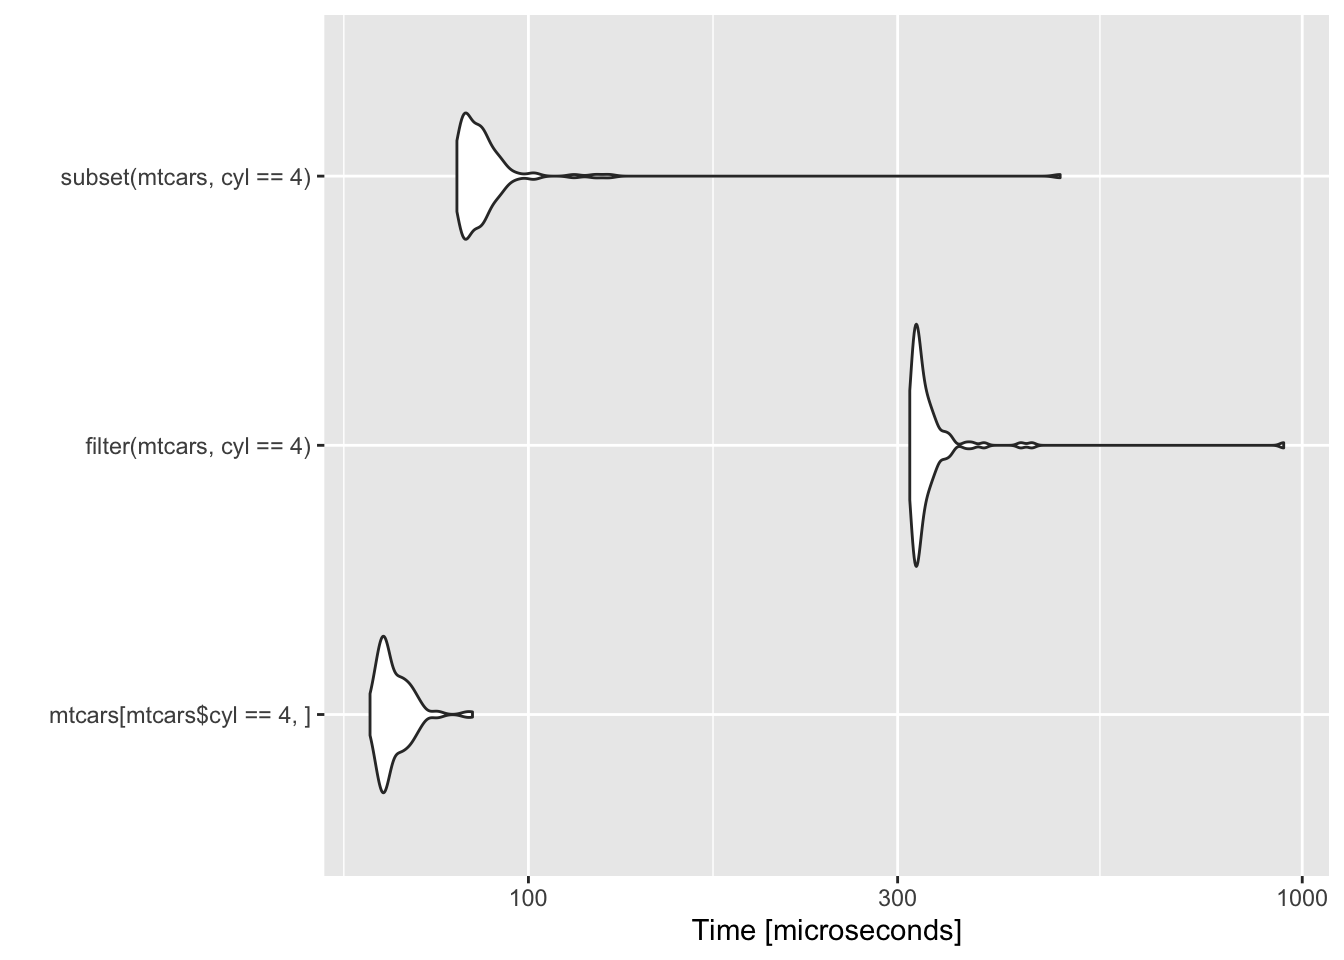 subset(mtcars, cyl == 4)
filter(mtcars, cyl == 4)
mtcars[mtcars$cyl == 4, ]
100 300 1000
Time [microseconds]